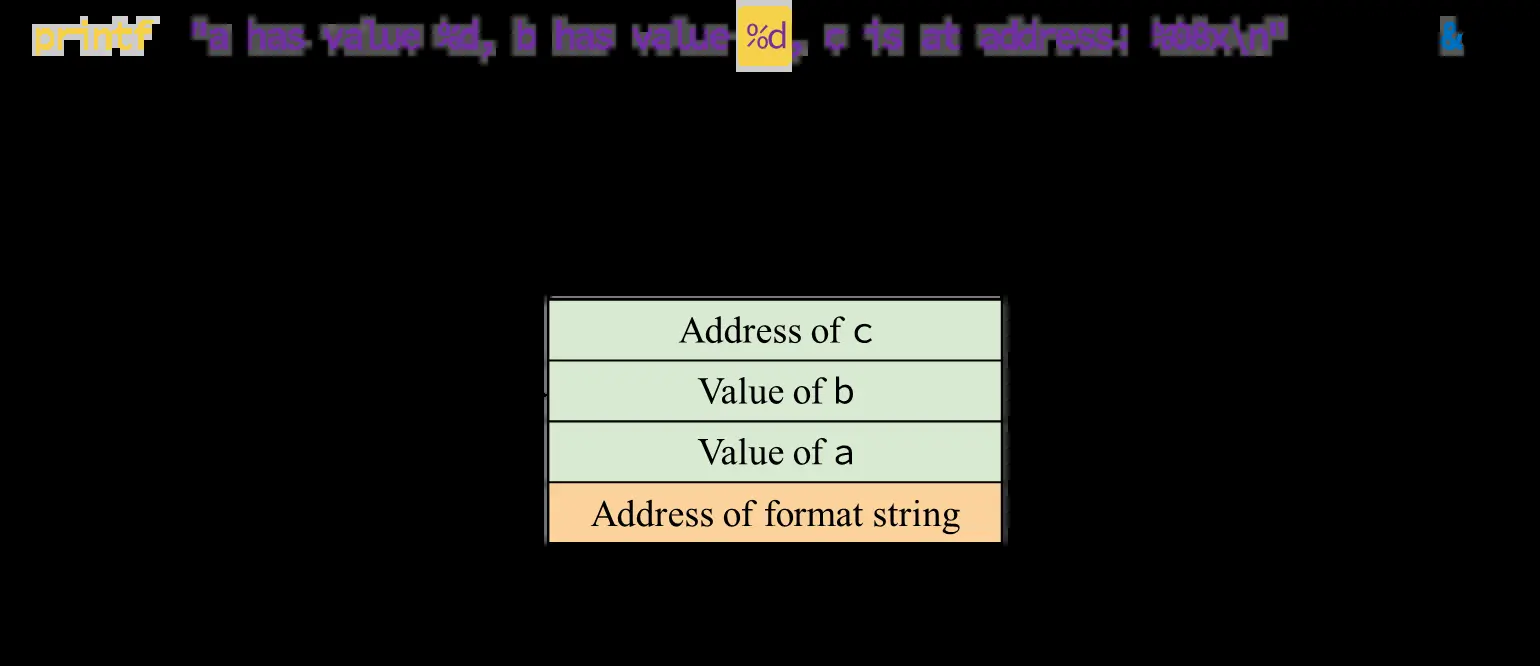 printf "a has value %d, b has value %d, c is at address: %08x\n" &
Address of c
Value of b
Value of a
Address of format string